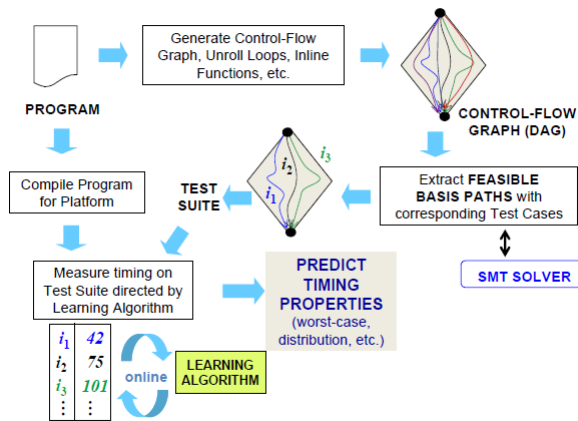 Generate Control-Flow
Graph, Unroll Loops, Inline
Functions, etc.
PROGRAM
CONTROL-FLOW
GRAPH (DAG)
Compile Program
for Platform
TEST
SUITE
i1
i2
i3
Extract FEASIBLE
BASIS PATHS with
corresponding Test Cases
SMT SOLVER
Measure timing on
Test Suite directed by
Learning Algorithm
PREDICT
TIMING
PROPERTIES
(worst-case,
distribution, etc.)
i1 42
i2 75
i3 101
⋮ ⋮
online
LEARNING
ALGORITHM